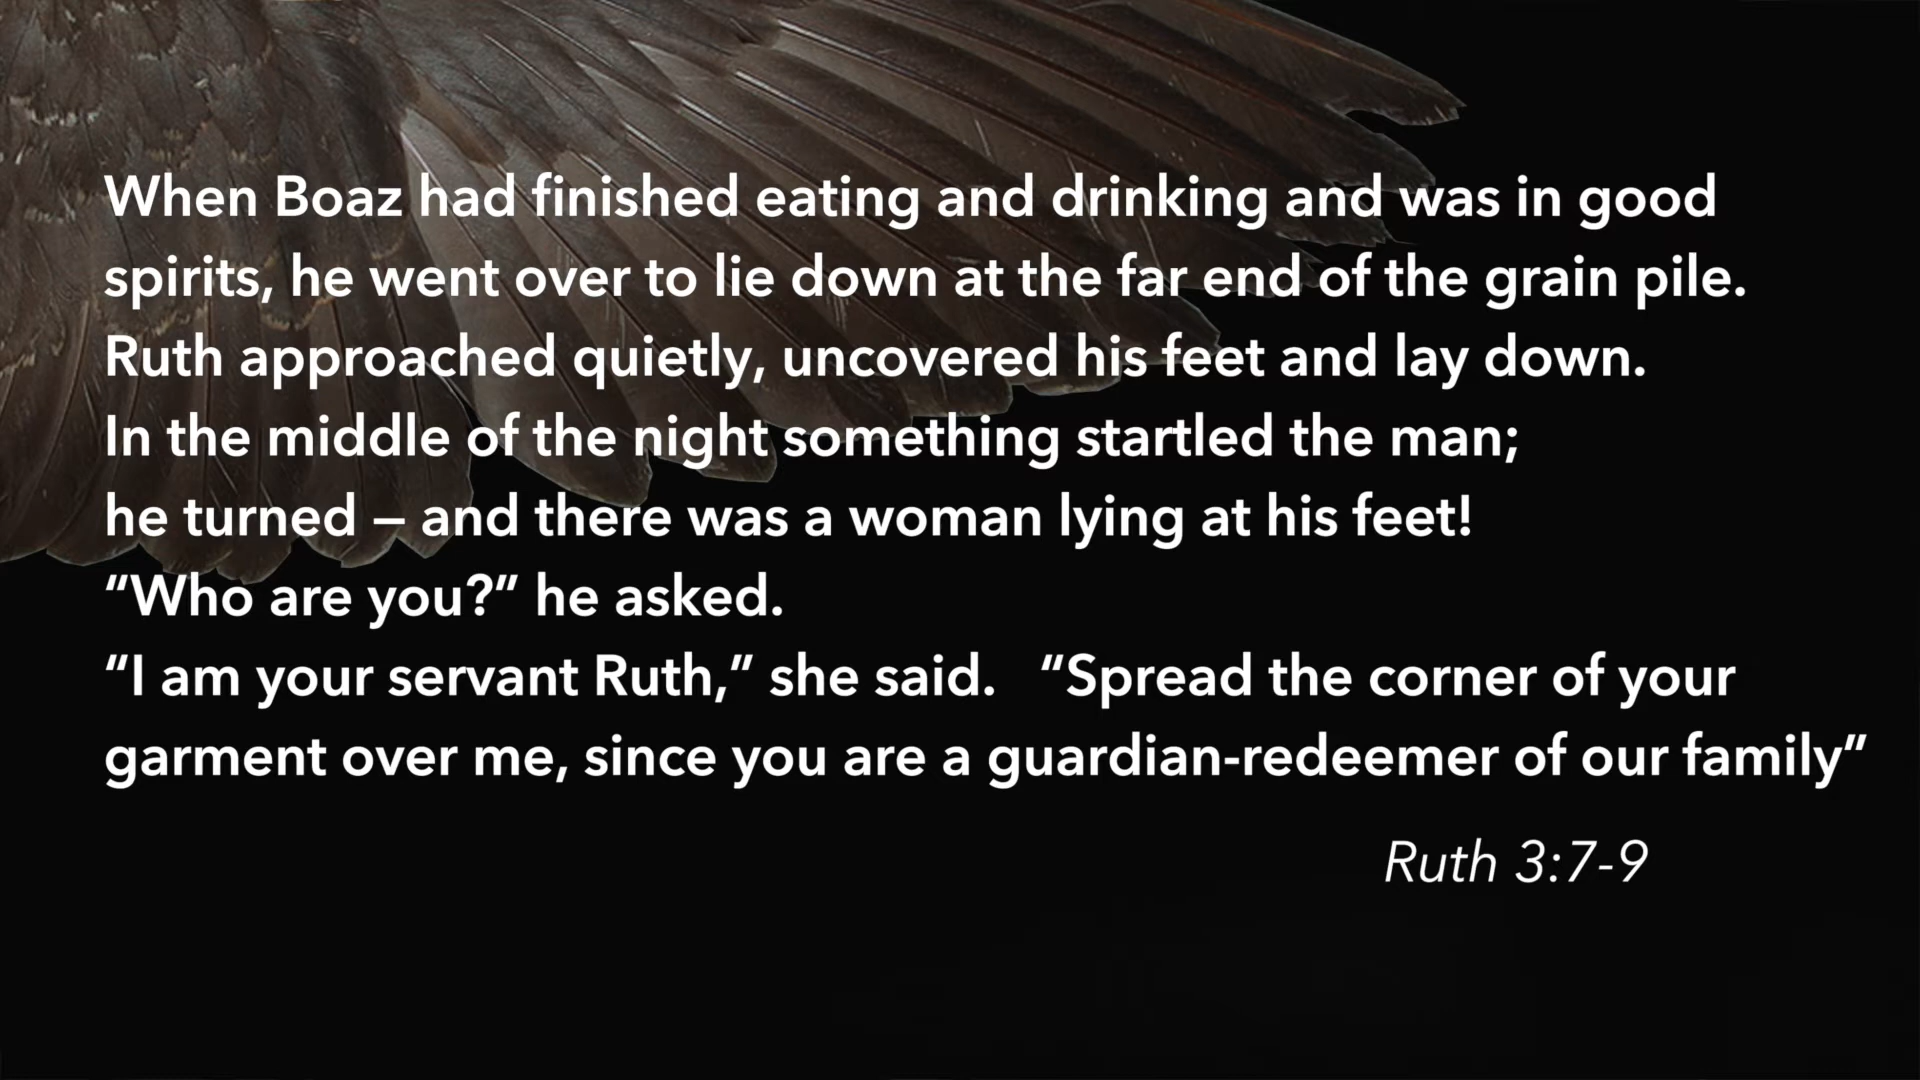 When Boaz had finished eating and drinking and was in good
spirits, he went over to lie down at the far end of the grain pile.
Ruth approached quietly, uncovered his feet and lay down.
In the middle of the night something startled the man;
he turned – and there was a woman lying at his feet!
“Who are you?” he asked.
“I am your servant Ruth,” she said.   “Spread the corner of your
garment over me, since you are a guardian-redeemer of our family”
Ruth 3:7-9